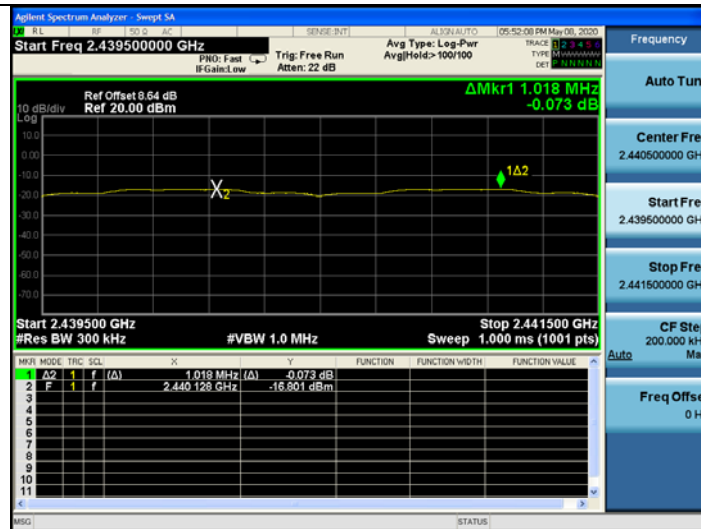 Agilent Spectrum Analyzer - Swept SA
RL RF 50 Ω AC SENSE:INT ALIGN AUTO 05:52:08 PM May 08, 2020
Start Freq 2.439500000 GHz
PNO: Fast
IFGain:Low
Trig: Free Run
Atten: 22 dB
Avg Type: Log-Pwr
Avg|Hold:> 100/100
TRACE 1 2 3 4 5 6
TYPE M
DET P N N N N N
ΔMkr1 1.018 MHz
-0.073 dB
Ref Offset 8.64 dB
10 dB/div Ref 20.00 dBm
Log
10.0
0.00
-10.0
-20.0
-30.0
-40.0
-50.0
-60.0
-70.0
X2
1Δ2
Start 2.439500 GHz Stop 2.441500 GHz
#Res BW 300 kHz #VBW 1.0 MHz Sweep 1.000 ms (1001 pts)
MKR MODE TRC SCL X Y FUNCTION FUNCTION WIDTH FUNCTION VALUE
1 Δ2 1 f (Δ) 1.018 MHz (Δ) -0.073 dB
2 F 1 f 2.440 128 GHz -16.801 dBm
3
4
5
6
7
8
9
10
11
MSG STATUS
Frequency
Auto Tun
Center Fre
2.440500000 GH
Start Fre
2.439500000 GH
Stop Fre
2.441500000 GH
CF Ste
200.000 kH
Auto Ma
Freq Offse
0 H